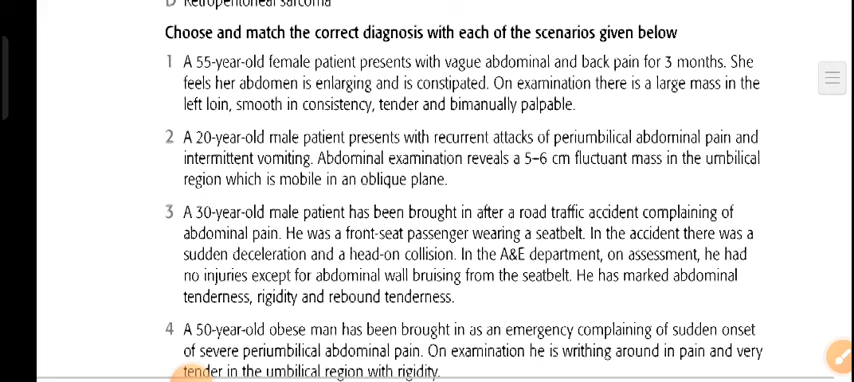 D Retroperitoneal sarcoma
Choose and match the correct diagnosis with each of the scenarios given below
1 A 55-year-old female patient presents with vague abdominal and back pain for 3 months. She
feels her abdomen is enlarging and is constipated. On examination there is a large mass in the
left loin, smooth in consistency, tender and bimanually palpable.
2 A 20-year-old male patient presents with recurrent attacks of periumbilical abdominal pain and
intermittent vomiting. Abdominal examination reveals a 5–6 cm fluctuant mass in the umbilical
region which is mobile in an oblique plane.
3 A 30-year-old male patient has been brought in after a road traffic accident complaining of
abdominal pain. He was a front-seat passenger wearing a seatbelt. In the accident there was a
sudden deceleration and a head-on collision. In the A&E department, on assessment, he had
no injuries except for abdominal wall bruising from the seatbelt. He has marked abdominal
tenderness, rigidity and rebound tenderness.
4 A 50-year-old obese man has been brought in as an emergency complaining of sudden onset
of severe periumbilical abdominal pain. On examination he is writhing around in pain and very
tender in the umbilical region with rigidity.